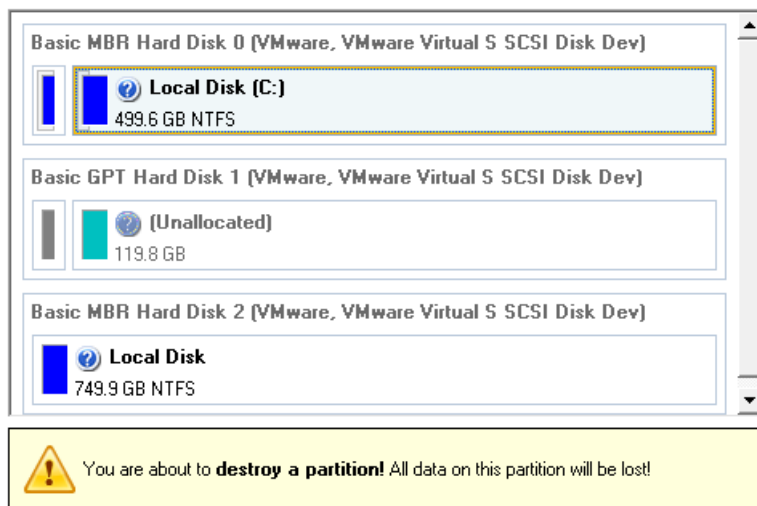 Basic MBR Hard Disk 0 (VMware, VMware Virtual S SCSI Disk Dev)
Local Disk (C:)
499.6 GB NTFS
Basic GPT Hard Disk 1 (VMware, VMware Virtual S SCSI Disk Dev)
(Unallocated)
119.8 GB
Basic MBR Hard Disk 2 (VMware, VMware Virtual S SCSI Disk Dev)
Local Disk
749.9 GB NTFS
You are about to destroy a partition! All data on this partition will be lost!